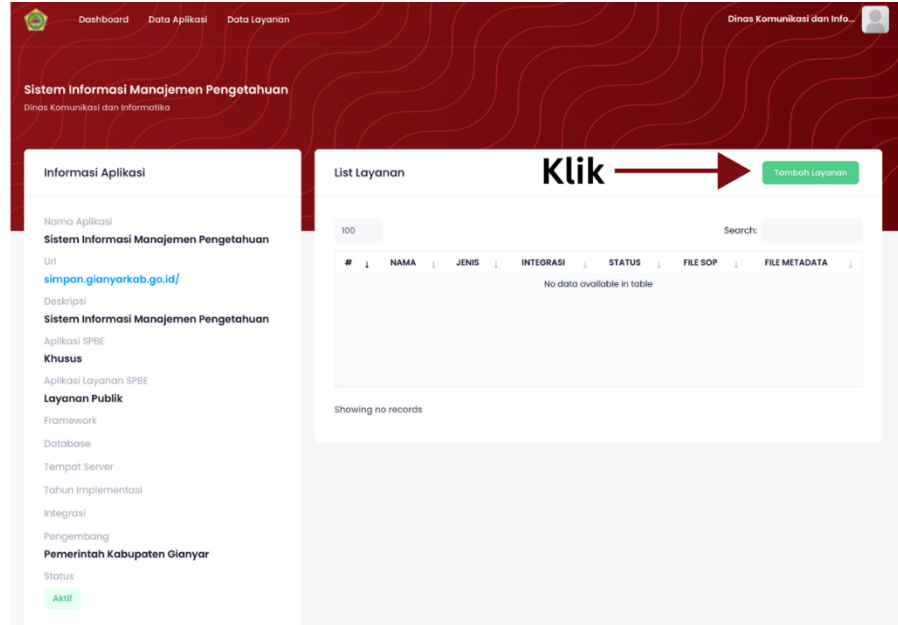 Dashboard Data Aplikasi Data Layanan Dinas Komunikasi dan Info...
Sistem Informasi Manajemen Pengetahuan
Dinas Komunikasi dan Informatika
Informasi Aplikasi
Nama Aplikasi
Sistem Informasi Manajemen Pengetahuan
Url
simpan.gianyarkab.go.id/
Deskripsi
Sistem Informasi Manajemen Pengetahuan
Aplikasi SPBE
Khusus
Aplikasi Layanan SPBE
Layanan Publik
Framework
Database
Tempat Server
Tahun Implementasi
Integrasi
Pengembang
Pemerintah Kabupaten Gianyar
Status
Aktif
List Layanan Klik Tambah Layanan
100 Search:
# ↓ NAMA ↓ JENIS ↓ INTEGRASI ↓ STATUS ↓ FILE SOP ↓ FILE METADATA ↓
No data available in table
Showing no records